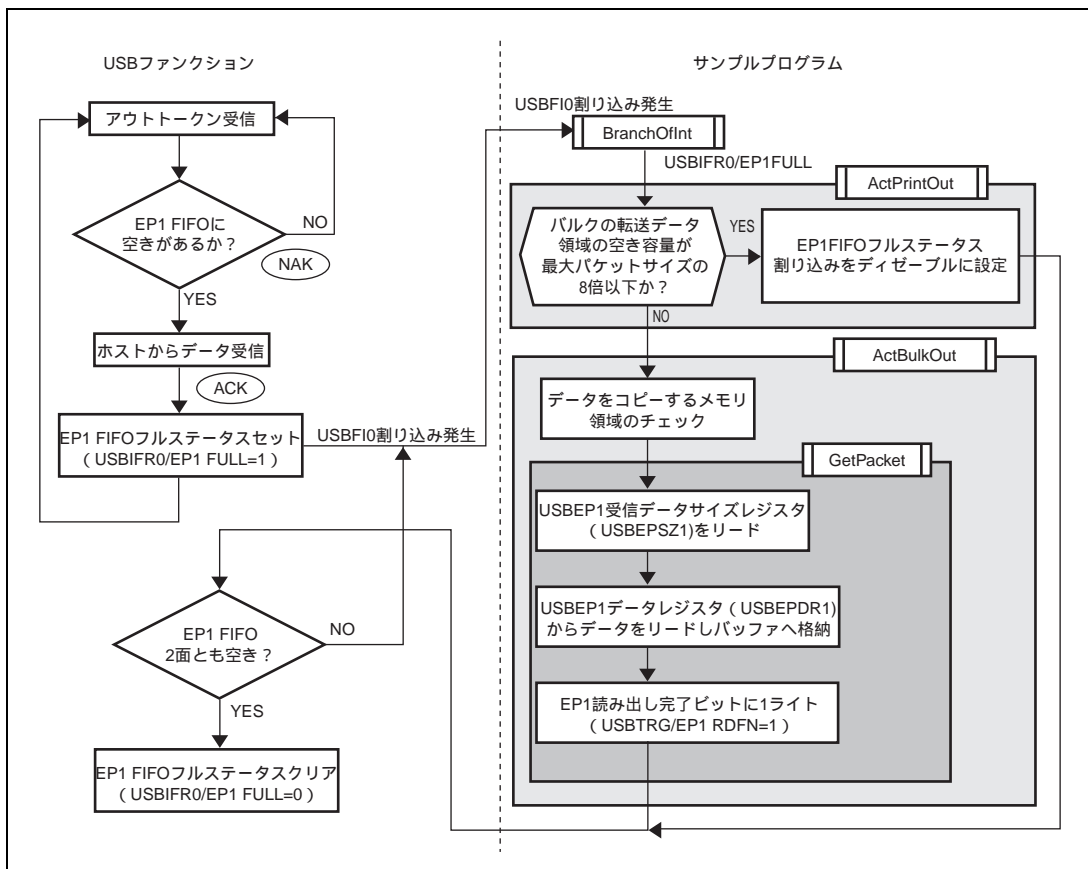 USBファンクション
アウトトークン受信
EP1 FIFOに
空きがあるか？
NO
NAK
YES
ホストからデータ受信
ACK
EP1 FIFOフルステータスセット
（USBIFR0/EP1 FULL=1）
USBFI0割り込み発生
EP1 FIFO
2面とも空き？
NO
YES
EP1 FIFOフルステータスクリア
（USBIFR0/EP1 FULL=0）
サンプルプログラム
USBFI0割り込み発生
BranchOfInt
USBIFR0/EP1FULL
ActPrintOut
バルクの転送データ
領域の空き容量が
最大パケットサイズの
8倍以下か？
YES
EP1FIFOフルステータス
割り込みをディゼーブルに設定
NO
ActBulkOut
データをコピーするメモリ
領域のチェック
GetPacket
USBEP1受信データサイズレジスタ
（USBEPSZ1)をリード
USBEP1データレジスタ（USBEPDR1)
からデータをリードしバッファへ格納
EP1読み出し完了ビットに1ライト
（USBTRG/EP1 RDFN=1）